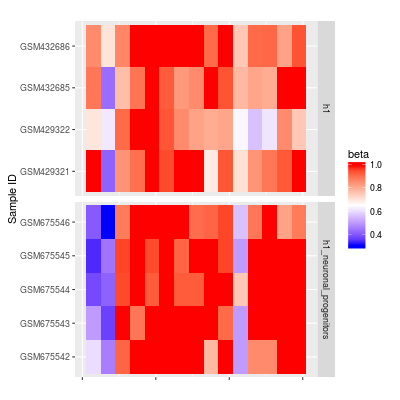 GSM432686
GSM432685
GSM429322
GSM429321
h1
GSM675546
GSM675545
GSM675544
GSM675543
GSM675542
h1_neuronal_progenitors
Sample ID
beta
1.0
0.8
0.6
0.4